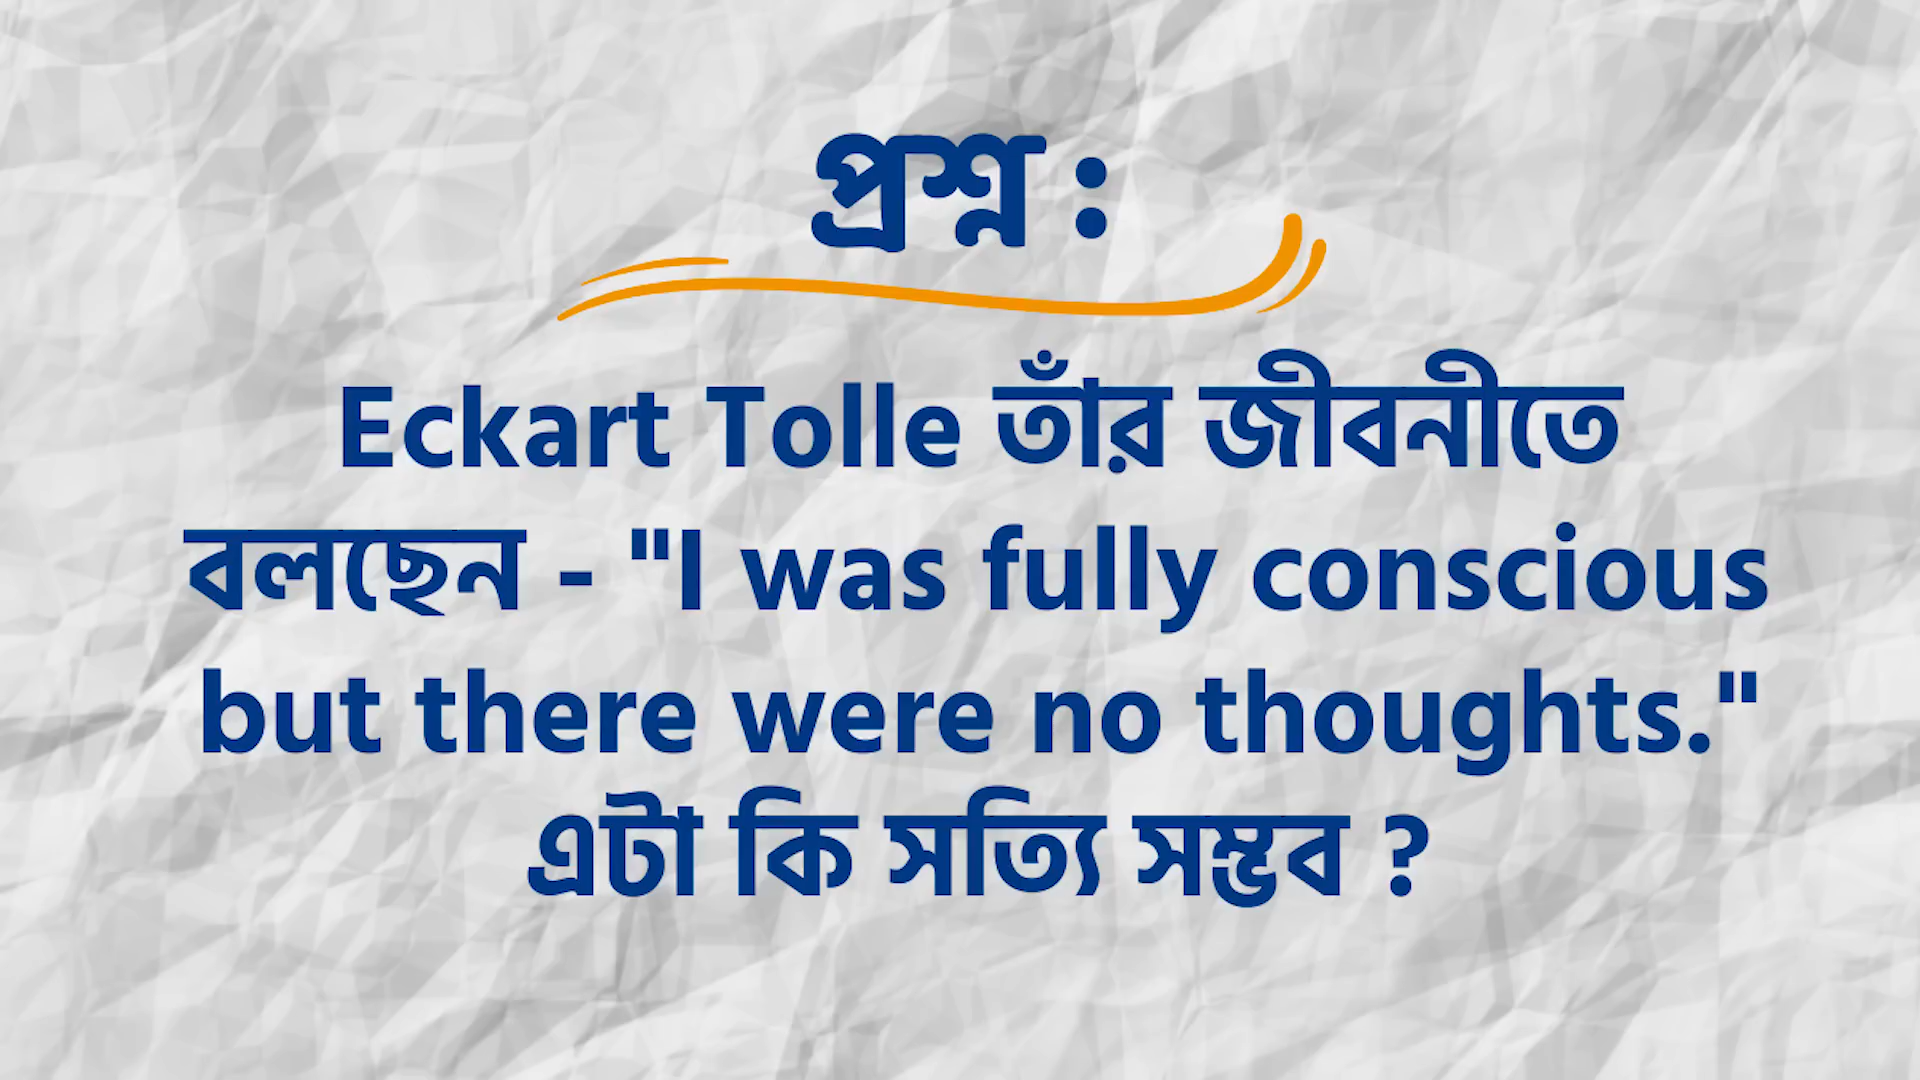 প্রশ্ন :
Eckart Tolle তাঁর জীবনীতে
বলছেন - "I was fully conscious
but there were no thoughts."
এটা কি সত্যি সম্ভব ?